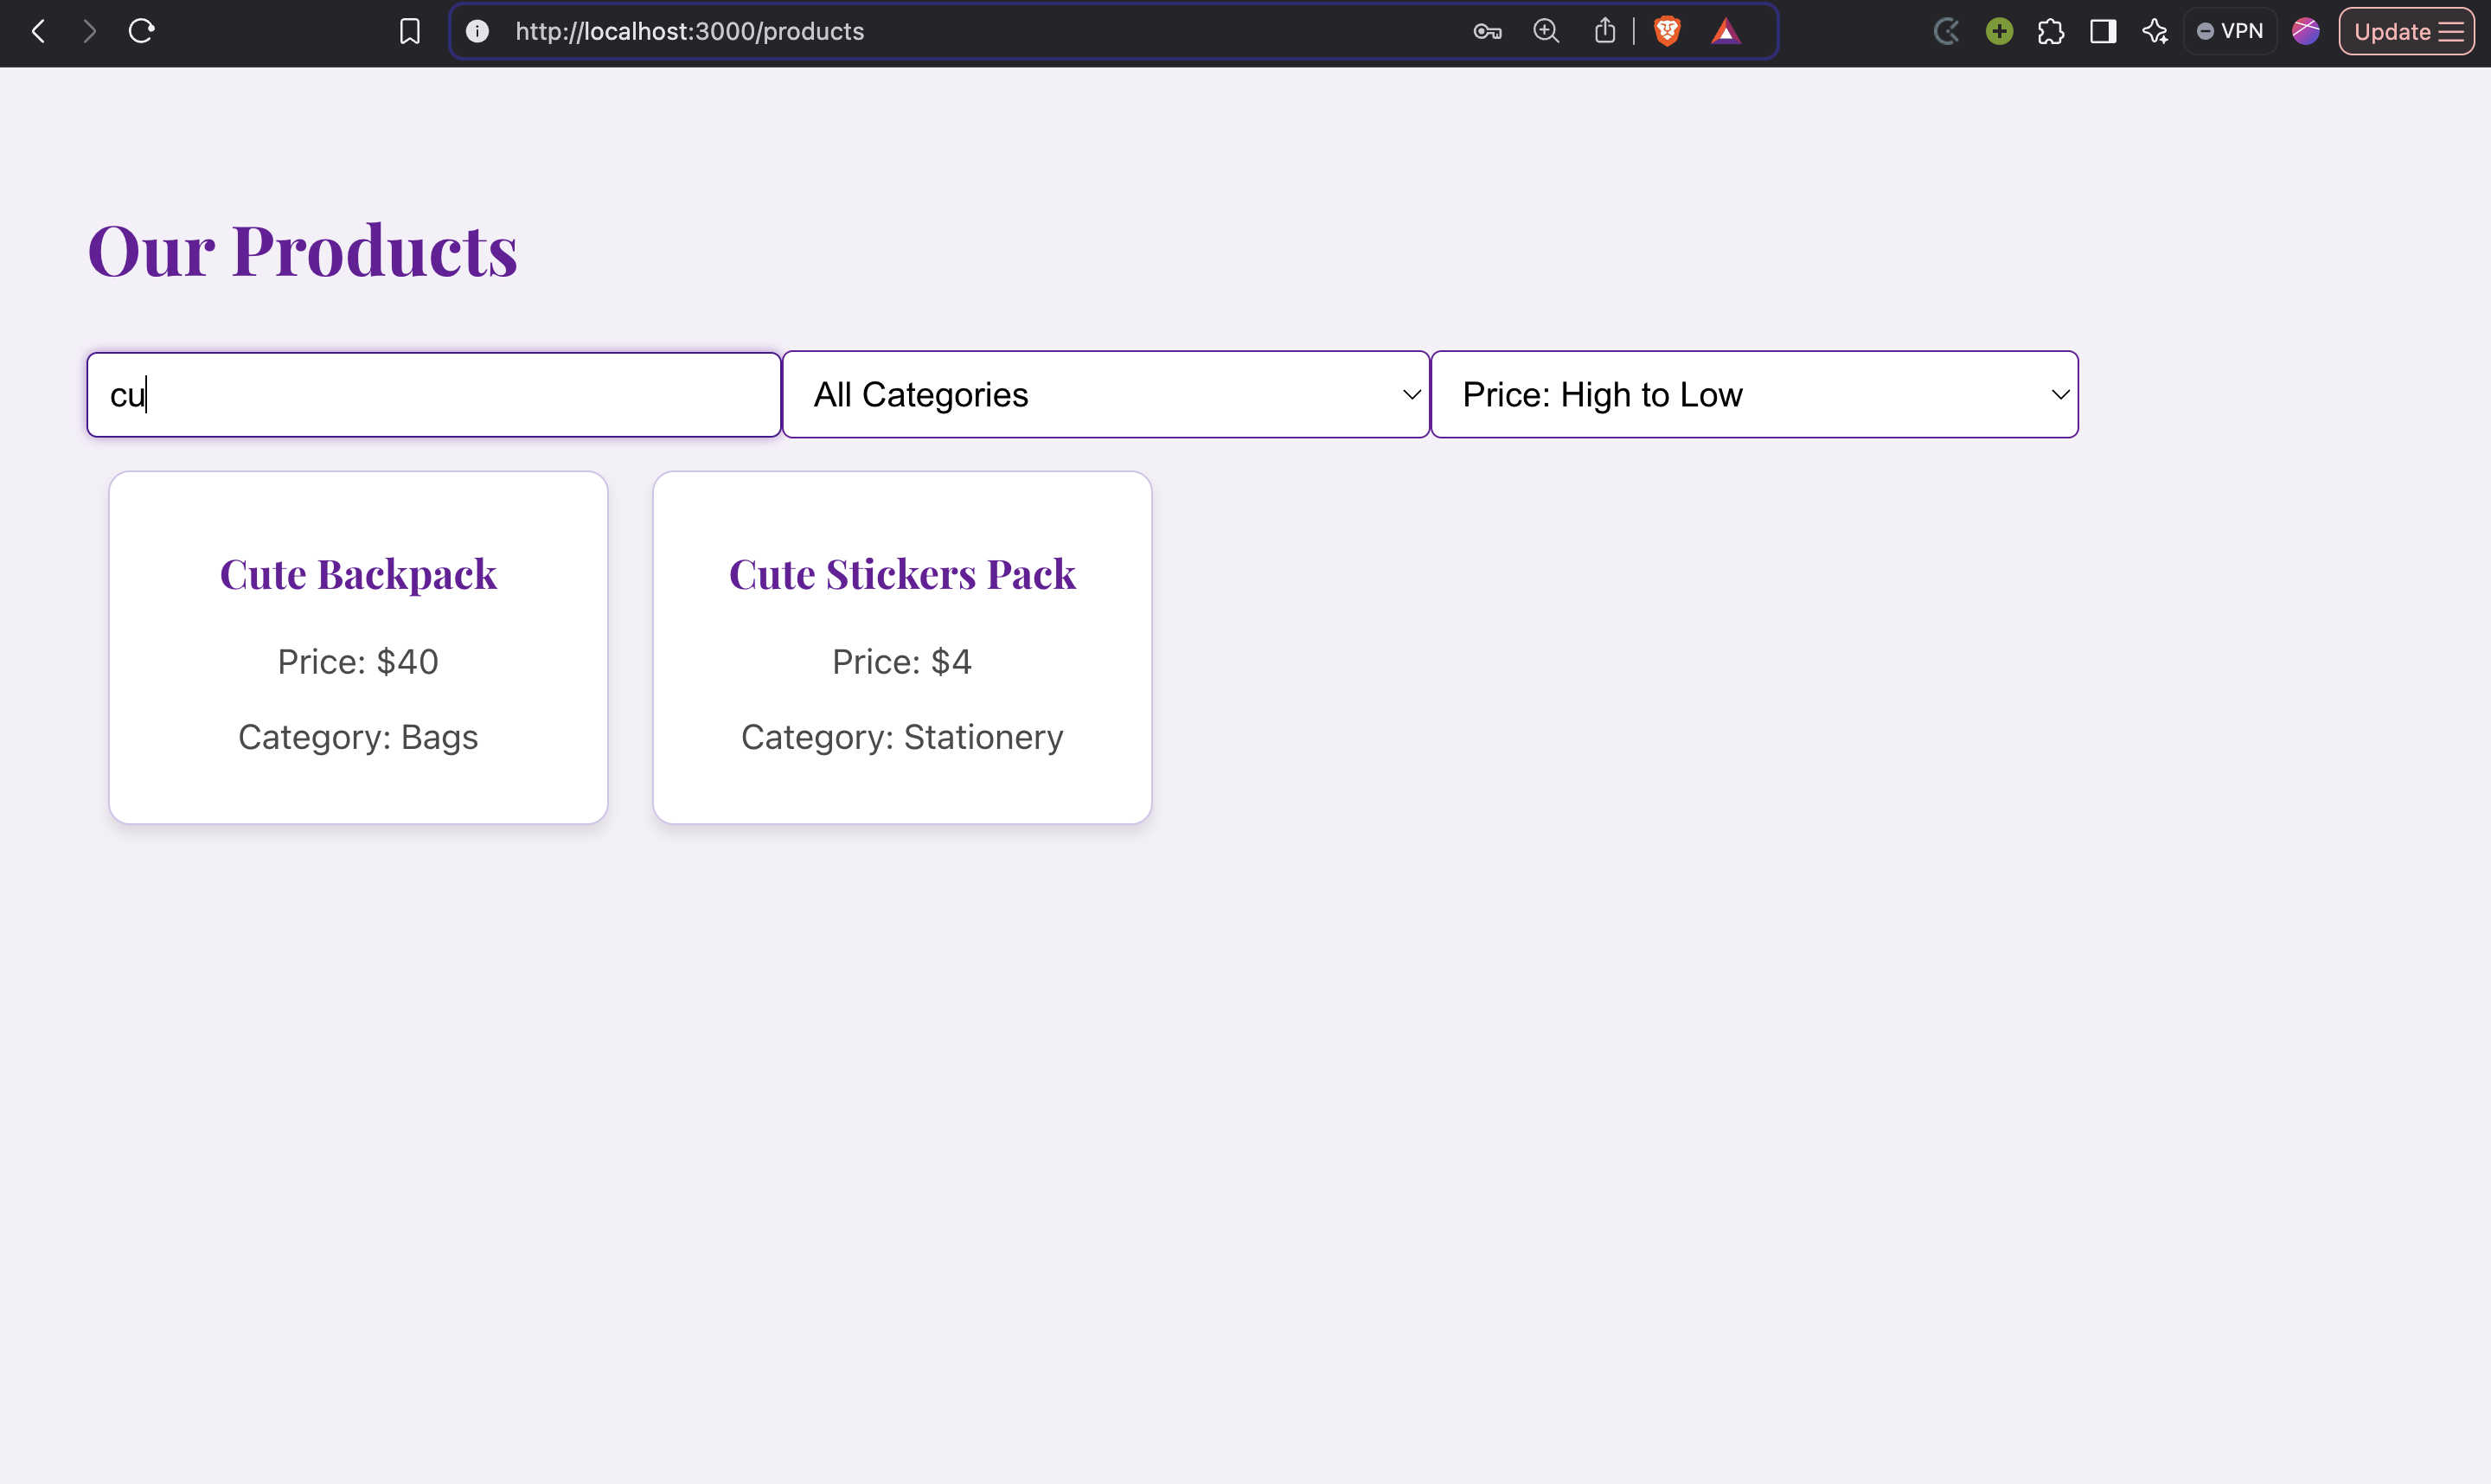 http://localhost:3000/products
VPN
Update
Our Products
cu
All Categories
Price: High to Low
Cute Backpack
Price: $40
Category: Bags
Cute Stickers Pack
Price: $4
Category: Stationery